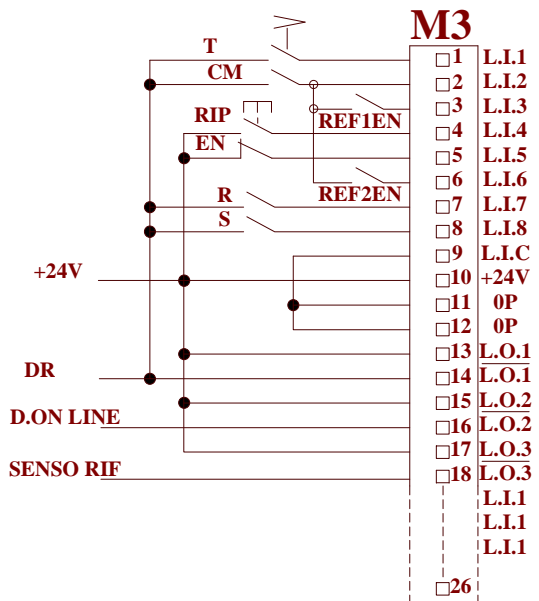 M3
T 1 L.I.1
CM 2 L.I.2
3 L.I.3
RIP REF1EN 4 L.I.4
EN 5 L.I.5
6 L.I.6
R REF2EN 7 L.I.7
S 8 L.I.8
9 L.I.C
+24V 10 +24V
11 0P
12 0P
13 L.O.1
DR 14 L.O.1
15 L.O.2
D.ON LINE 16 L.O.2
17 L.O.3
SENSO RIF 18 L.O.3
L.I.1
L.I.1
L.I.1
26